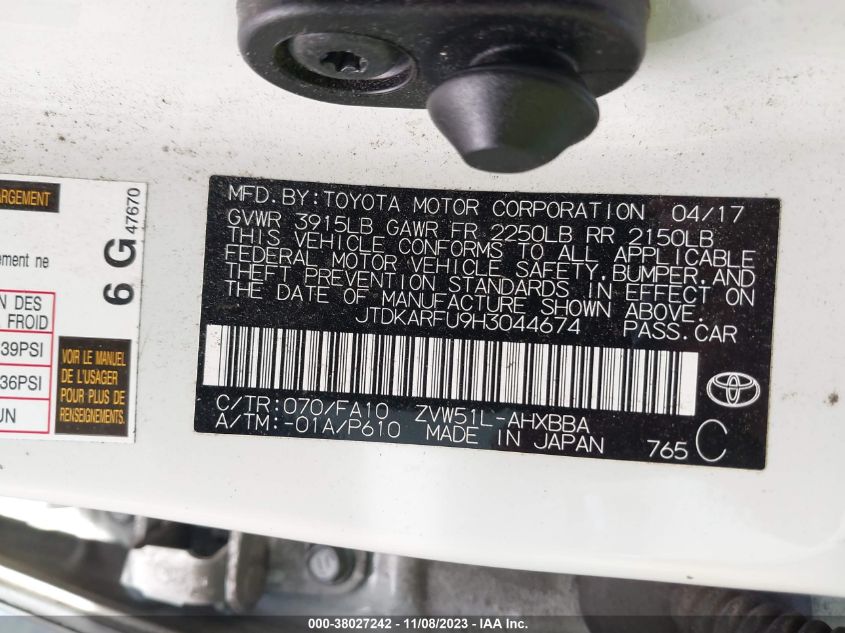 ARGEMENT
ement ne
N DES
FROID
39PSI
36PSI
UN
6 G 47670
VOIR LE MANUEL
DE L'USAGER
POUR PLUS DE
RENSEIGNEMENTS.
MFD. BY: TOYOTA MOTOR CORPORATION 04/17
GVWR 3915LB GAWR FR 2250LB RR 2150LB
THIS VEHICLE CONFORMS TO ALL APPLICABLE
FEDERAL MOTOR VEHICLE SAFETY, BUMPER, AND
THEFT PREVENTION STANDARDS IN EFFECT ON
THE DATE OF MANUFACTURE SHOWN ABOVE.
JTDKARFU9H3044674 PASS. CAR
C/TR: 070/FA10 ZVW51L-AHXBBA
A/TM: -01A/P610 MADE IN JAPAN 765 C
000-38027242 - 11/08/2023 - IAA Inc.